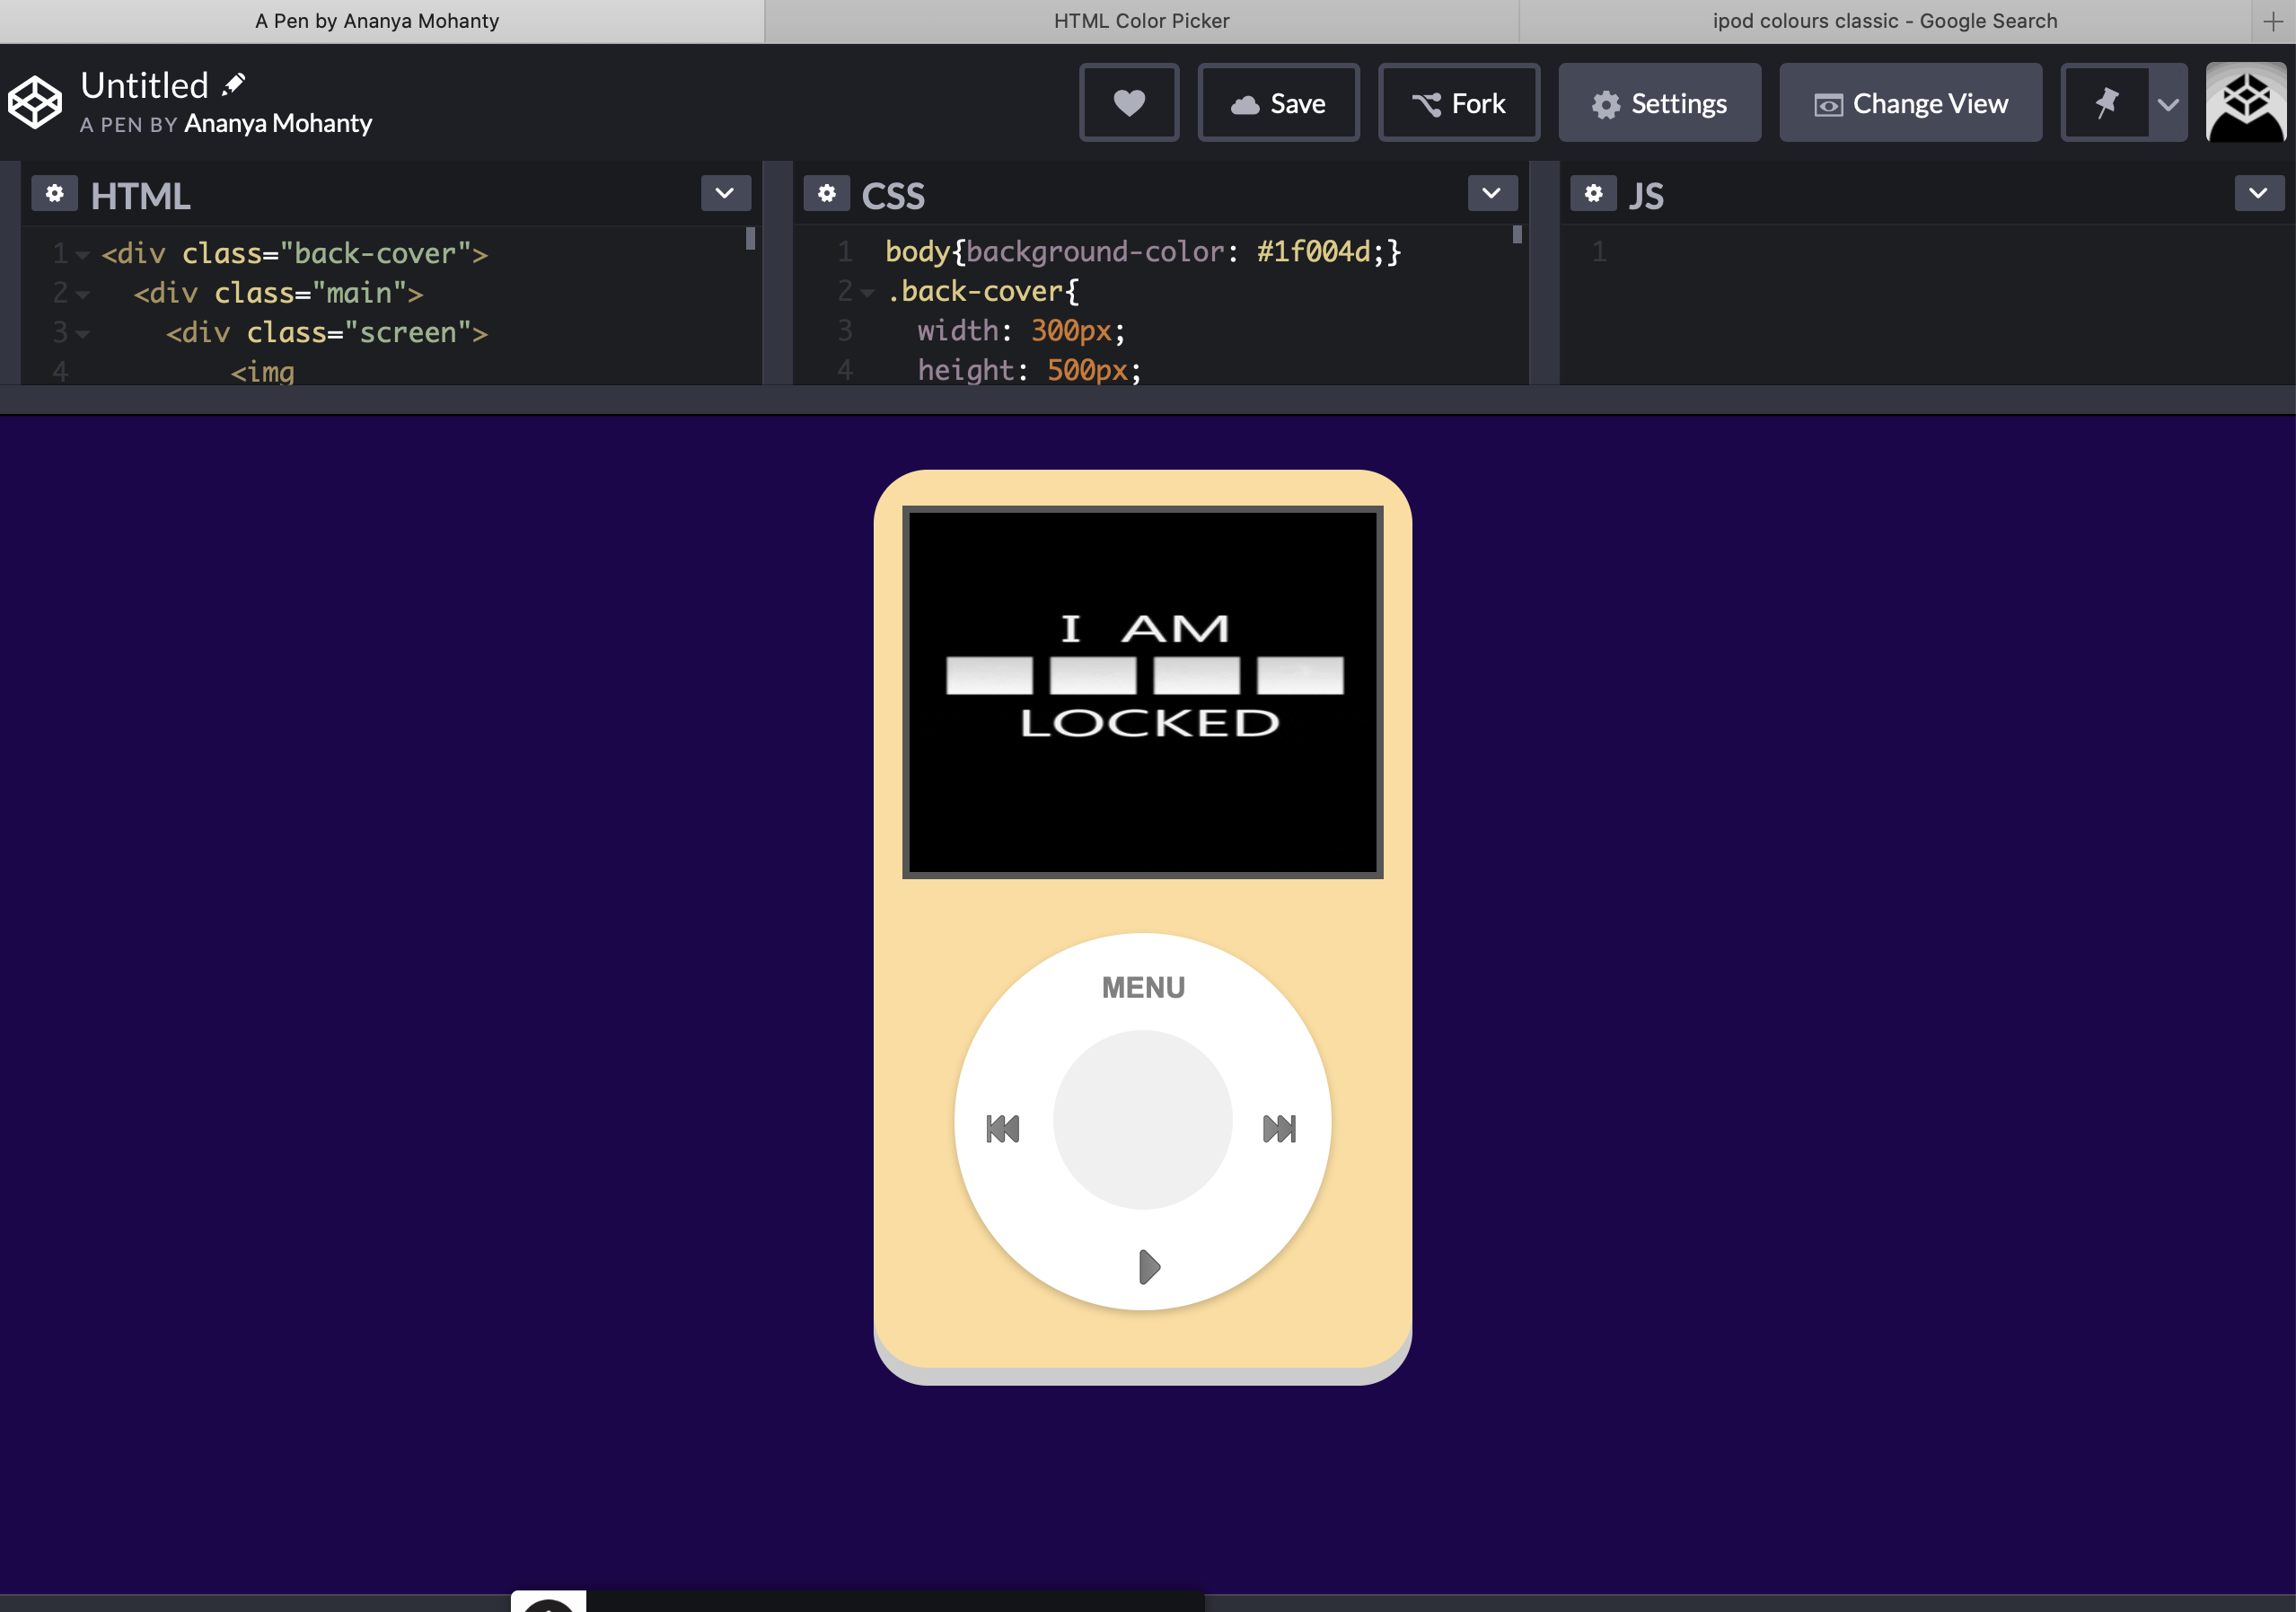 A Pen by Ananya Mohanty
HTML Color Picker
ipod colours classic - Google Search
Untitled
A PEN BY Ananya Mohanty
Save
Fork
Settings
Change View
HTML
1 <div class="back-cover">
2 <div class="main">
3 <div class="screen">
4 <img
CSS
1 body{background-color: #1f004d;}
2 .back-cover{
3 width: 300px;
4 height: 500px;
JS
1
I AM
LOCKED
MENU